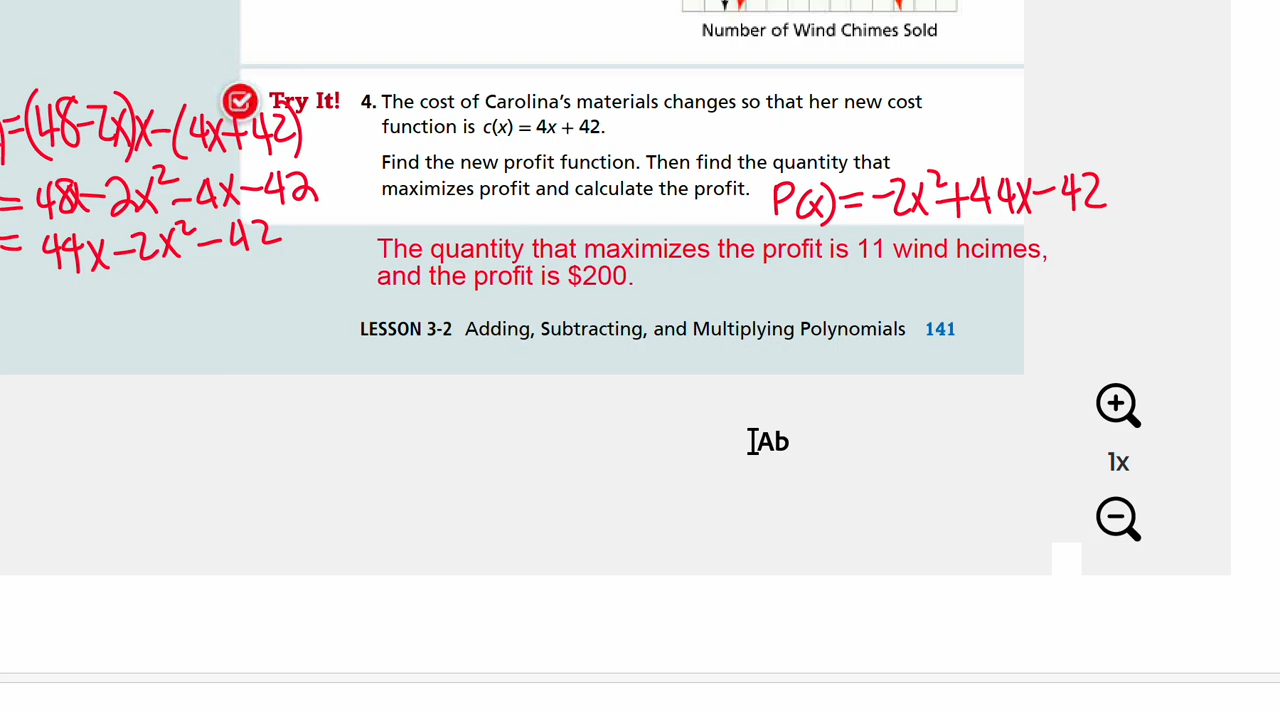 Number of Wind Chimes Sold
Try It! 4. The cost of Carolina's materials changes so that her new cost
function is c(x) = 4x + 42.
=(48-2x)x-(4x+42)
Find the new profit function. Then find the quantity that
maximizes profit and calculate the profit.
P(x)=-2x²+44x-42
= 48x-2x²-4x-42
= 44x-2x²-42
The quantity that maximizes the profit is 11 wind hcimes,
and the profit is $200.
LESSON 3-2 Adding, Subtracting, and Multiplying Polynomials 141
Ab
1x